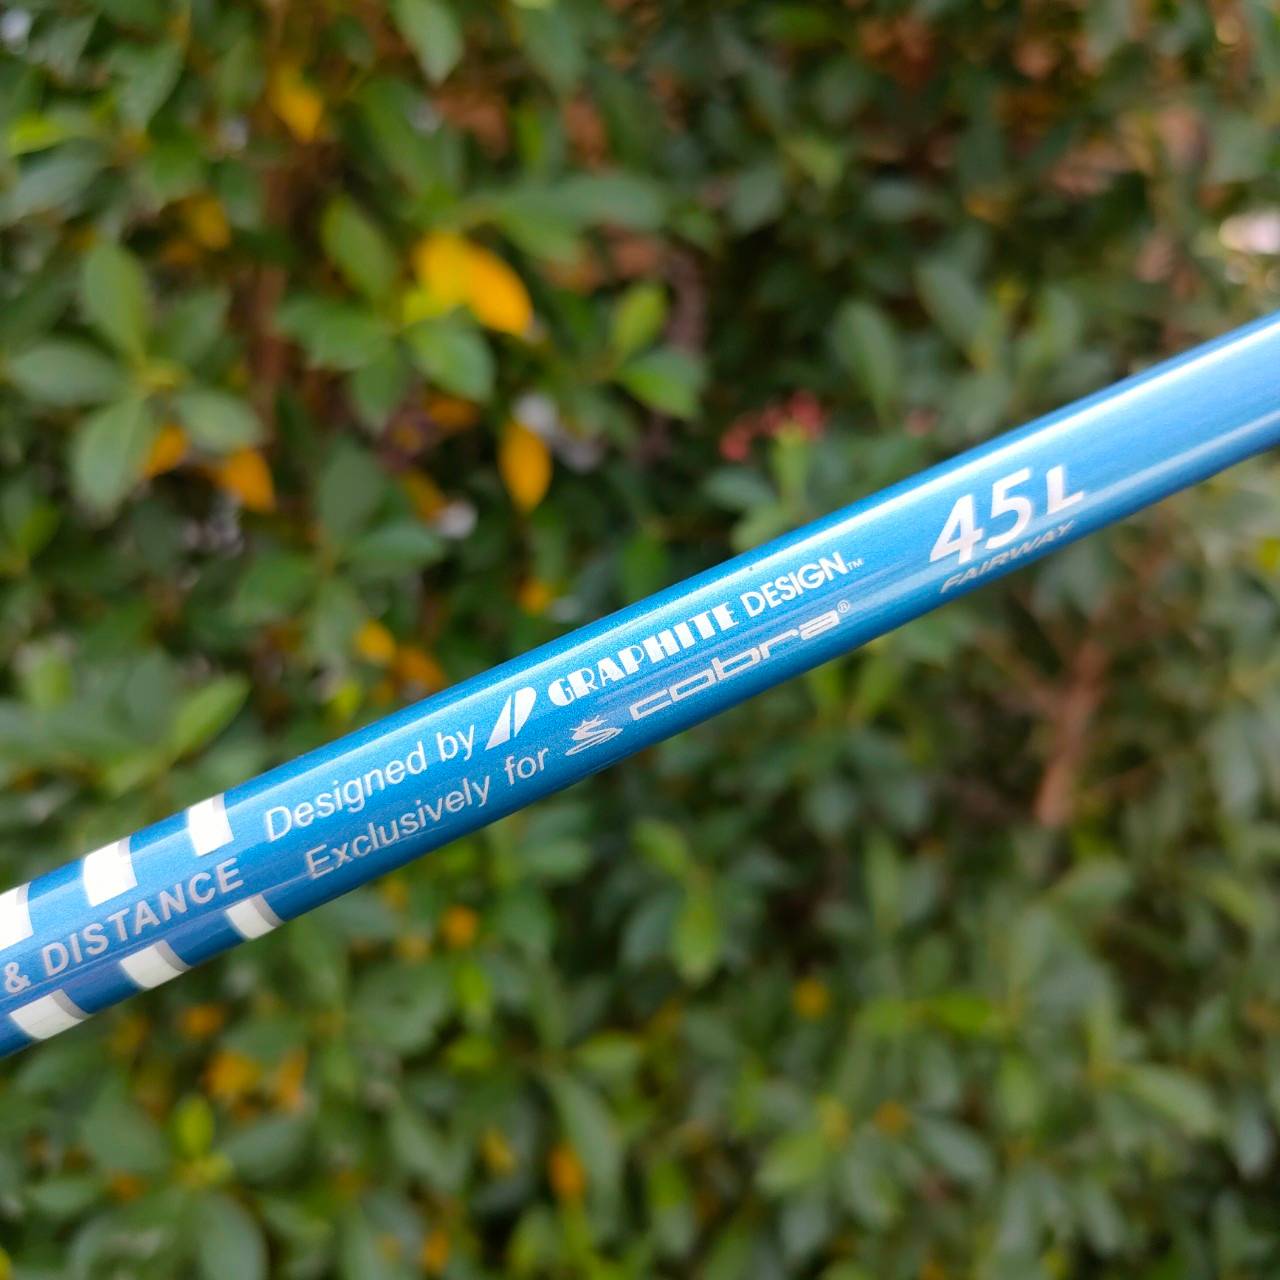 & DISTANCE
Designed by GRAPHITE DESIGN™
Exclusively for cobra®
45L
FAIRWAY